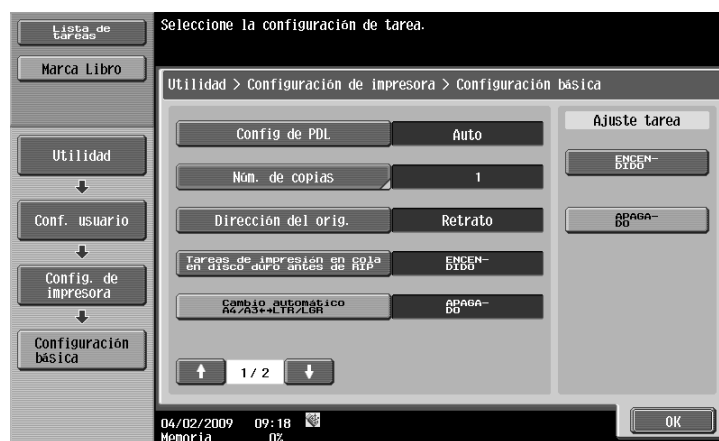 Lista de
tareas
Marca Libro
Seleccione la configuración de tarea.
Utilidad > Configuración de impresora > Configuración básica
Utilidad
Conf. usuario
Config. de
impresora
Configuración
básica
Config de PDL
Auto
Núm. de copias
1
Dirección del orig.
Retrato
Tareas de impresión en cola
en disco duro antes de RIP
ENCEN-
DIDO
Cambio automático
A4/A3↔LTR/LGR
APAGA-
DO
1/2
Ajuste tarea
ENCEN-
DIDO
APAGA-
DO
04/02/2009 09:18
Memoria 0%
OK